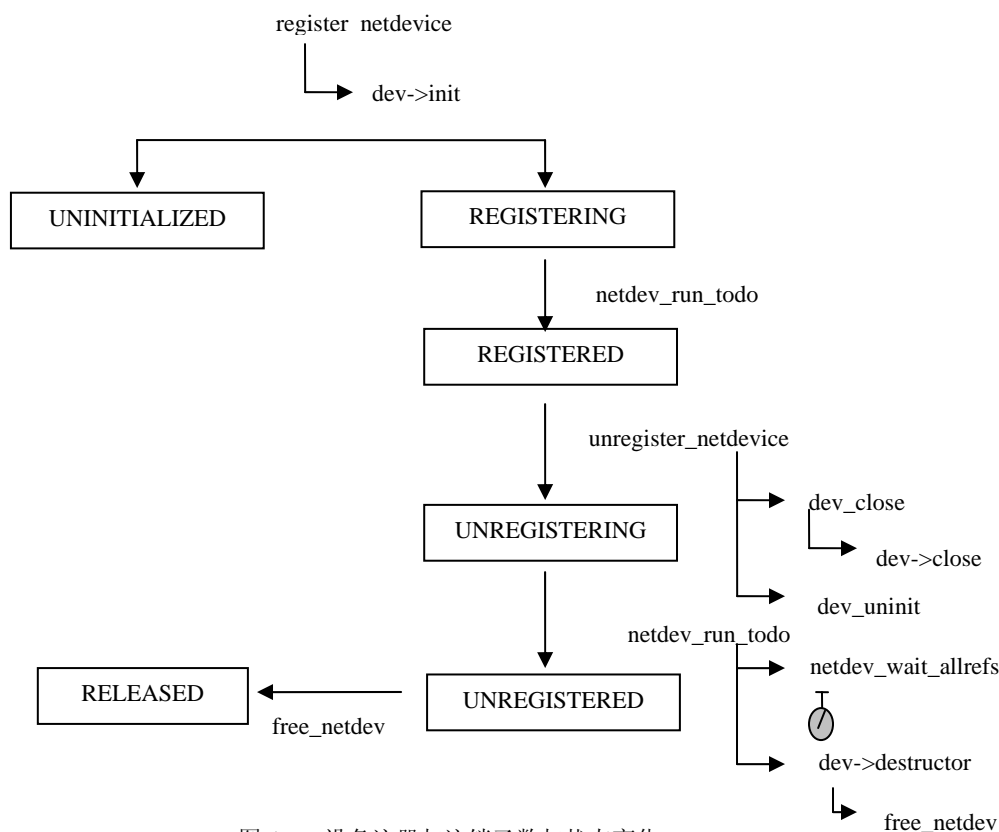 register netdevice
dev->init
UNINITIALIZED
REGISTERING
netdev_run_todo
REGISTERED
unregister_netdevice
dev_close
UNREGISTERING
dev->close
dev_uninit
netdev_run_todo
netdev_wait_allrefs
RELEASED
UNREGISTERED
free_netdev
dev->destructor
free_netdev